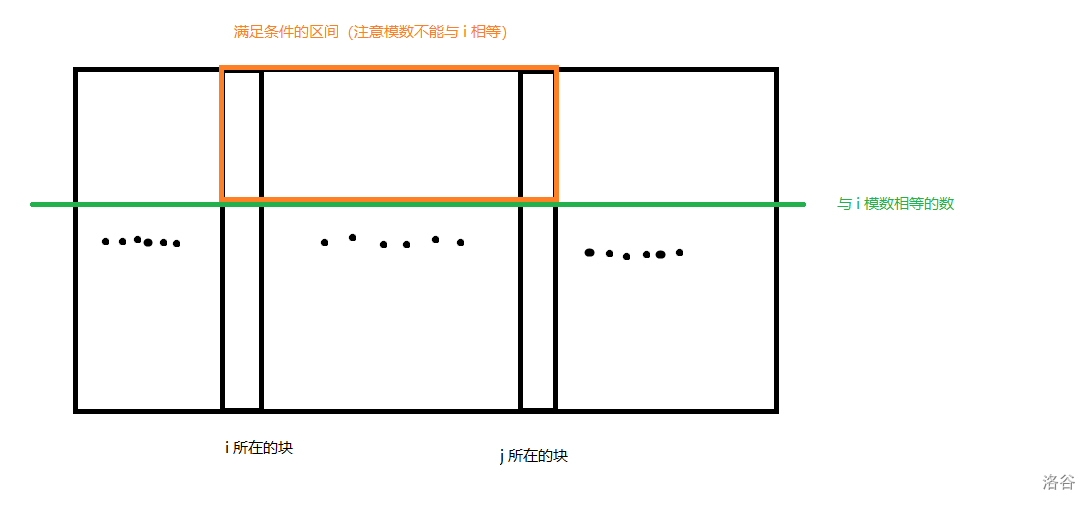 满足条件的区间（注意模数不能与 i 相等）
与 i 模数相等的数
i 所在的块
j 所在的块
洛谷